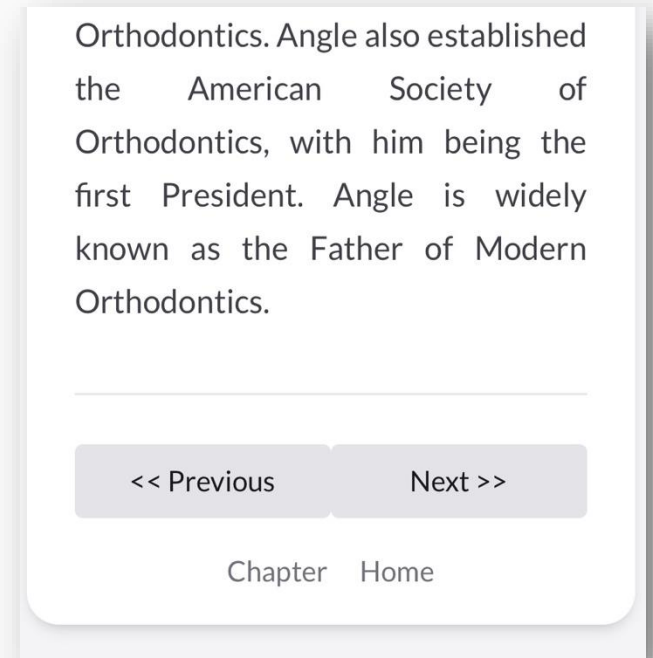 Orthodontics. Angle also established
the American Society of
Orthodontics, with him being the
first President. Angle is widely
known as the Father of Modern
Orthodontics.
<< Previous Next >>
Chapter Home